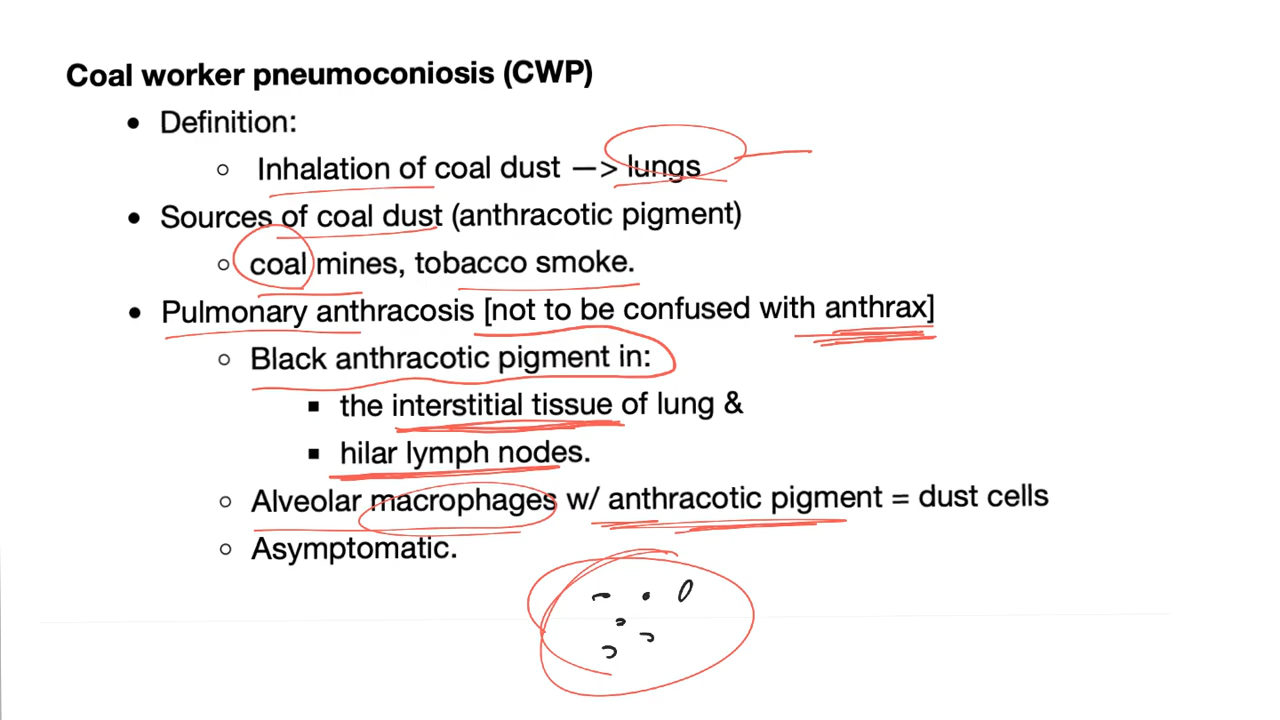 Coal worker pneumoconiosis (CWP)
• Definition:
○ Inhalation of coal dust —> lungs
• Sources of coal dust (anthracotic pigment)
○ coal mines, tobacco smoke.
• Pulmonary anthracosis [not to be confused with anthrax]
○ Black anthracotic pigment in:
▪ the interstitial tissue of lung &
▪ hilar lymph nodes.
○ Alveolar macrophages w/ anthracotic pigment = dust cells
○ Asymptomatic.